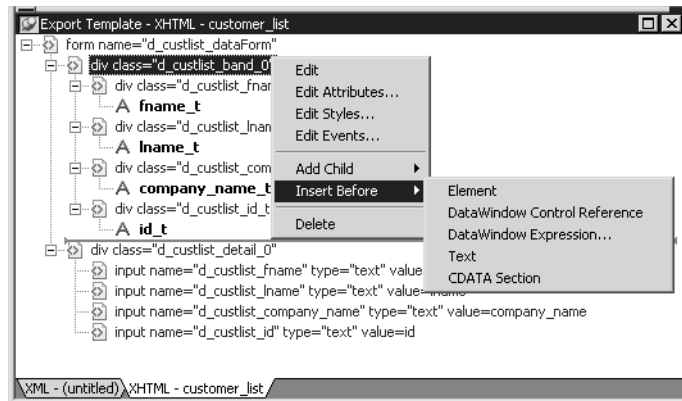 Export Template - XHTML - customer_list
form name="d_custlist_dataForm"
div class="d_custlist_band_0"
div class="d_custlist_fnar
fname_t
div class="d_custlist_lnam
lname_t
div class="d_custlist_com
company_name_t
div class="d_custlist_id_t
id_t
div class="d_custlist_detail_0"
input name="d_custlist_fname" type="text" value
input name="d_custlist_lname" type="text" value=
input name="d_custlist_company_name" type="text" value=company_name
input name="d_custlist_id" type="text" value=id
Edit
Edit Attributes...
Edit Styles...
Edit Events...
Add Child
Insert Before
Delete
Element
DataWindow Control Reference
DataWindow Expression...
Text
CDATA Section
XML - (untitled) XHTML - customer_list